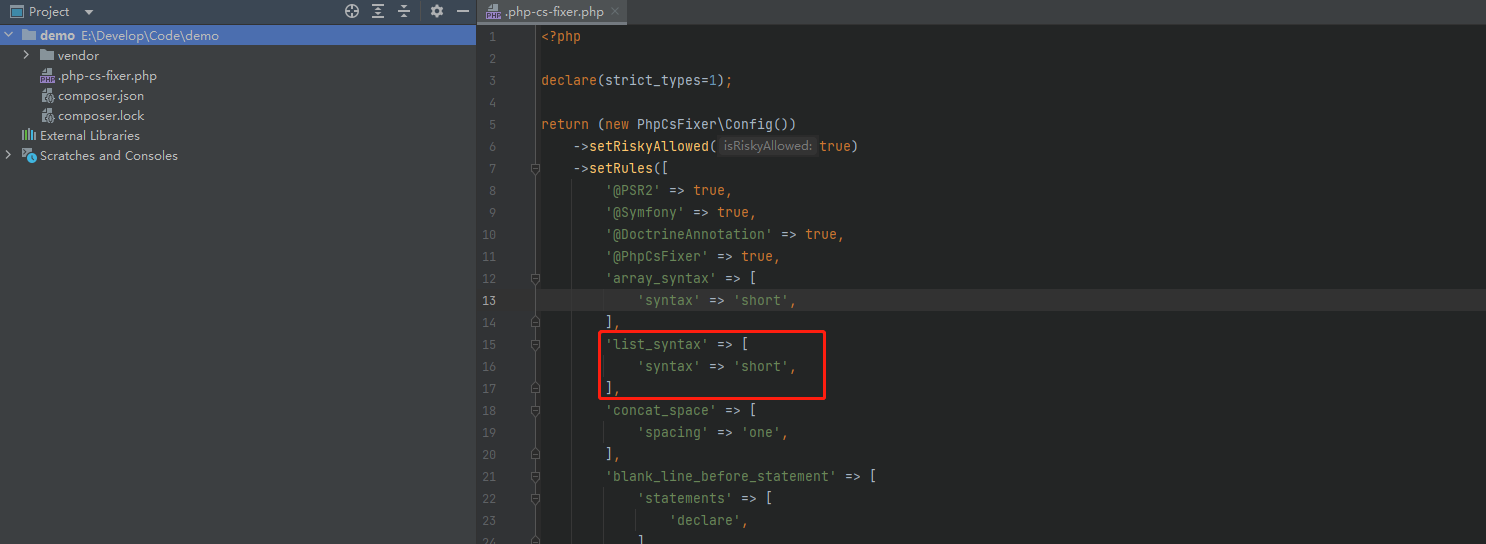 Project
demo E:\Develop\Code\demo
vendor
.php-cs-fixer.php
composer.json
composer.lock
External Libraries
Scratches and Consoles
.php-cs-fixer.php
1 <?php
2
3 declare(strict_types=1);
4
5 return (new PhpCsFixer\Config())
6 ->setRiskyAllowed( isRiskyAllowed: true)
7 ->setRules([
8 '@PSR2' => true,
9 '@Symfony' => true,
10 '@DoctrineAnnotation' => true,
11 '@PhpCsFixer' => true,
12 'array_syntax' => [
13 'syntax' => 'short',
14 ],
15 'list_syntax' => [
16 'syntax' => 'short',
17 ],
18 'concat_space' => [
19 'spacing' => 'one',
20 ],
21 'blank_line_before_statement' => [
22 'statements' => [
23 'declare',
24 ]